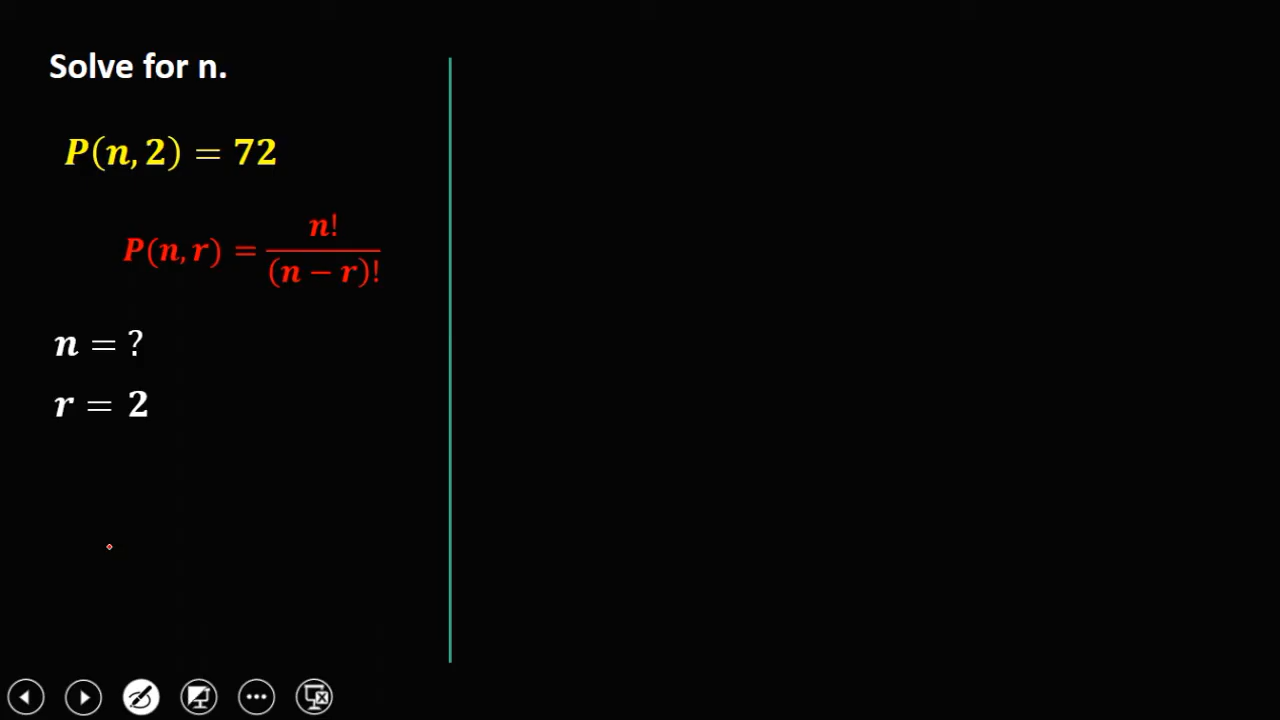 Solve for n.
P(n, 2) = 72
P(n, r) = n! / (n − r)!
n = ?
r = 2